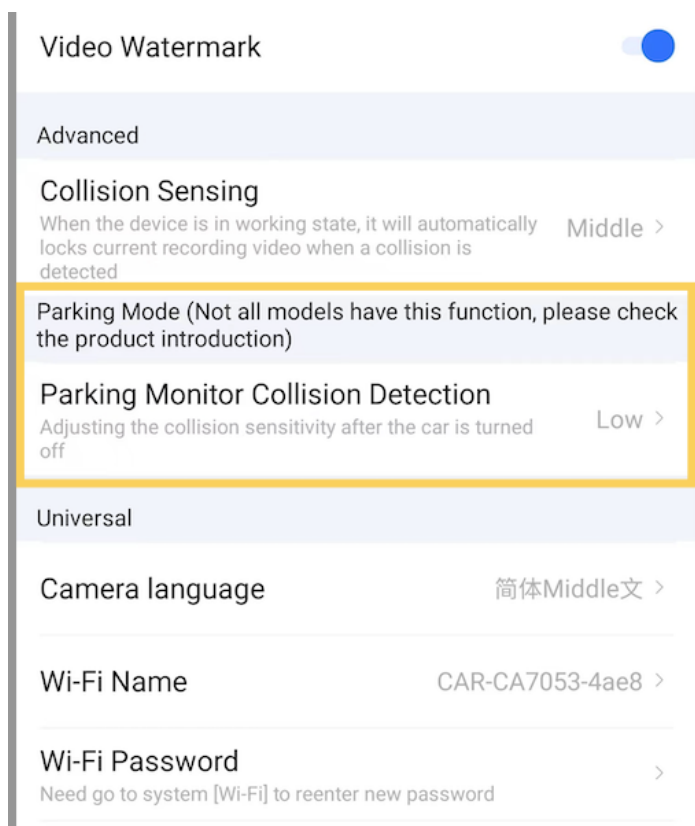 Video Watermark
Advanced
Collision Sensing
When the device is in working state, it will automatically
locks current recording video when a collision is
detected
Middle
Parking Mode (Not all models have this function, please check
the product introduction)
Parking Monitor Collision Detection
Adjusting the collision sensitivity after the car is turned
off
Low
Universal
Camera language
简体Middle文
Wi-Fi Name
CAR-CA7053-4ae8
Wi-Fi Password
Need go to system [Wi-Fi] to reenter new password